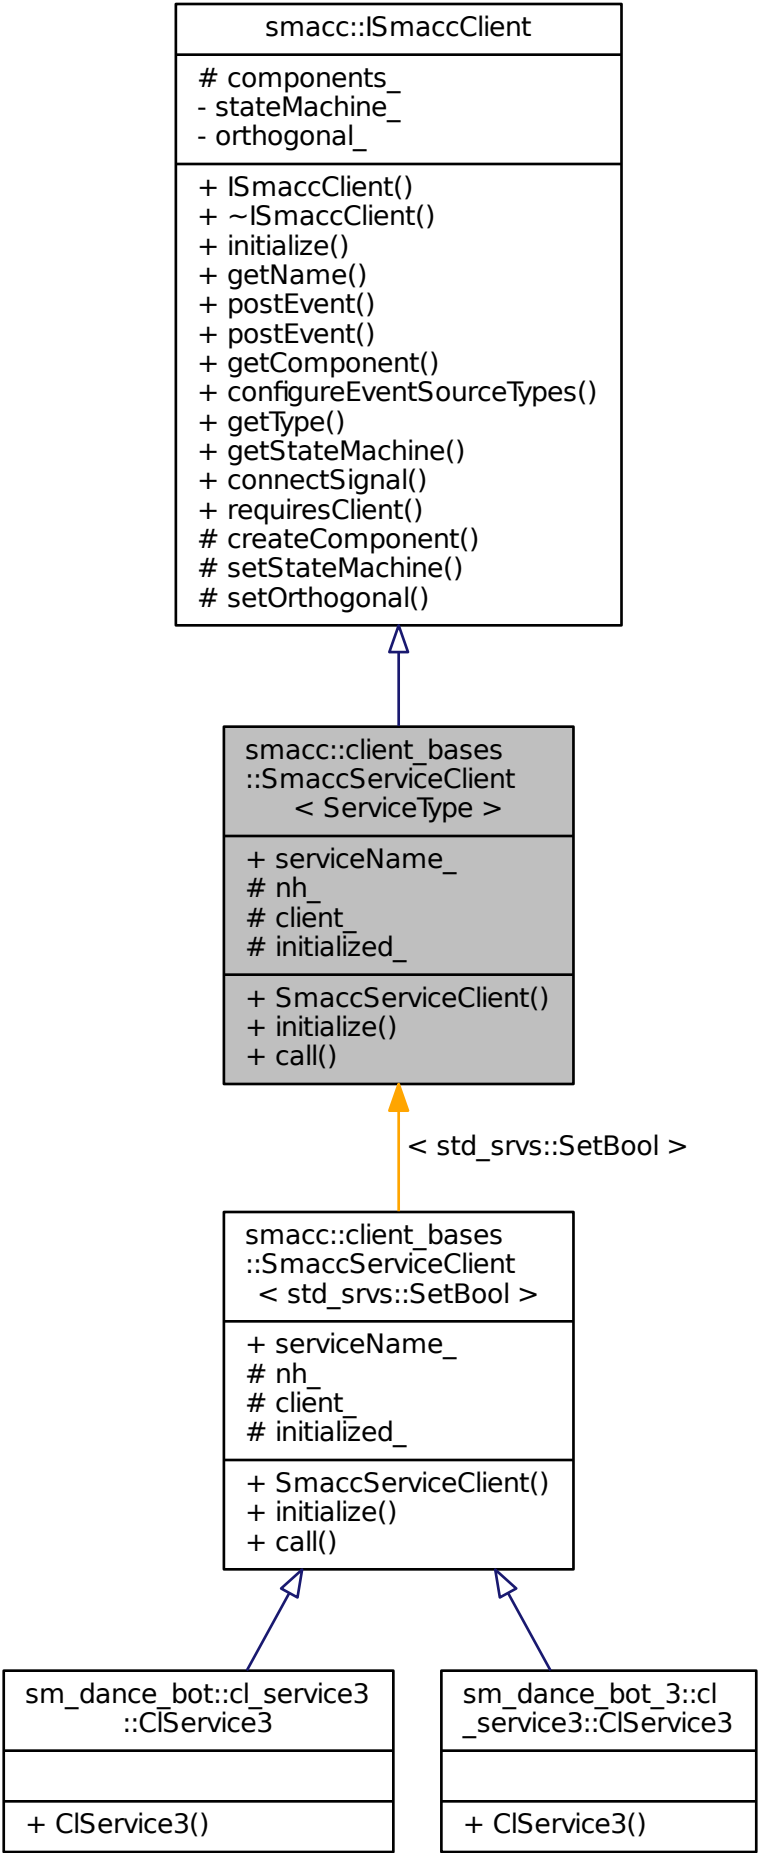 smacc::ISmaccClient
# components_
- stateMachine_
- orthogonal_
+ ISmaccClient()
+ ~ISmaccClient()
+ initialize()
+ getName()
+ postEvent()
+ postEvent()
+ getComponent()
+ configureEventSourceTypes()
+ getType()
+ getStateMachine()
+ connectSignal()
+ requiresClient()
# createComponent()
# setStateMachine()
# setOrthogonal()
smacc::client_bases
::SmaccServiceClient
< ServiceType >
+ serviceName_
# nh_
# client_
# initialized_
+ SmaccServiceClient()
+ initialize()
+ call()
< std_srvs::SetBool >
smacc::client_bases
::SmaccServiceClient
< std_srvs::SetBool >
+ serviceName_
# nh_
# client_
# initialized_
+ SmaccServiceClient()
+ initialize()
+ call()
sm_dance_bot::cl_service3
::ClService3
+ ClService3()
sm_dance_bot_3::cl
_service3::ClService3
+ ClService3()